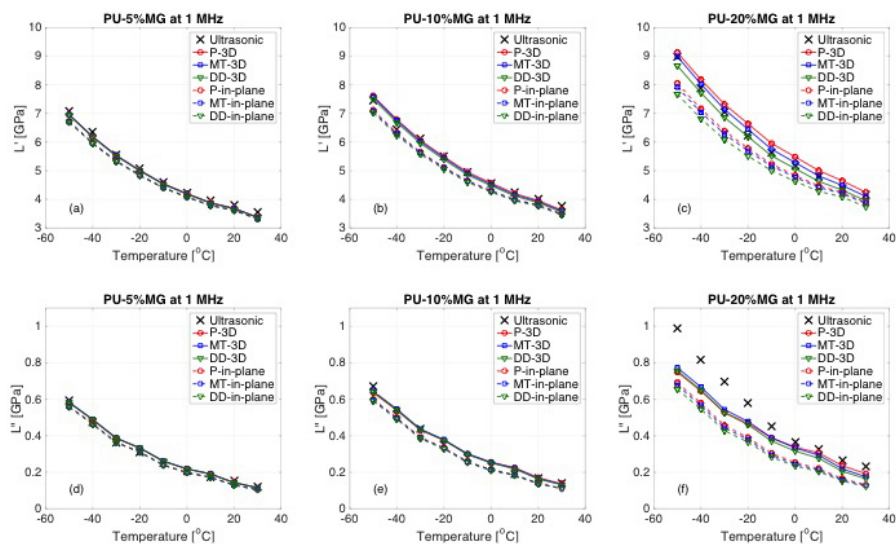 PU-5%MG at 1 MHz
L' [GPa]
10
9
8
7
6
5
4
3
Ultrasonic
P-3D
MT-3D
DD-3D
P-in-plane
MT-in-plane
DD-in-plane
(a)
-60 -40 -20 0 20 40
Temperature [°C]
PU-10%MG at 1 MHz
L' [GPa]
10
9
8
7
6
5
4
3
Ultrasonic
P-3D
MT-3D
DD-3D
P-in-plane
MT-in-plane
DD-in-plane
(b)
-60 -40 -20 0 20 40
Temperature [°C]
PU-20%MG at 1 MHz
L' [GPa]
10
9
8
7
6
5
4
3
Ultrasonic
P-3D
MT-3D
DD-3D
P-in-plane
MT-in-plane
DD-in-plane
(c)
-60 -40 -20 0 20 40
Temperature [°C]
PU-5%MG at 1 MHz
L" [GPa]
1
0.8
0.6
0.4
0.2
0
Ultrasonic
P-3D
MT-3D
DD-3D
P-in-plane
MT-in-plane
DD-in-plane
(d)
-60 -40 -20 0 20 40
Temperature [°C]
PU-10%MG at 1 MHz
L" [GPa]
1
0.8
0.6
0.4
0.2
0
Ultrasonic
P-3D
MT-3D
DD-3D
P-in-plane
MT-in-plane
DD-in-plane
(e)
-60 -40 -20 0 20 40
Temperature [°C]
PU-20%MG at 1 MHz
L" [GPa]
1
0.8
0.6
0.4
0.2
0
Ultrasonic
P-3D
MT-3D
DD-3D
P-in-plane
MT-in-plane
DD-in-plane
(f)
-60 -40 -20 0 20 40
Temperature [°C]